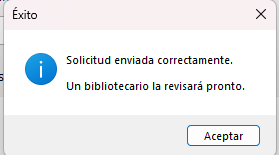 Éxito
Solicitud enviada correctamente.
Un bibliotecario la revisará pronto.
Aceptar